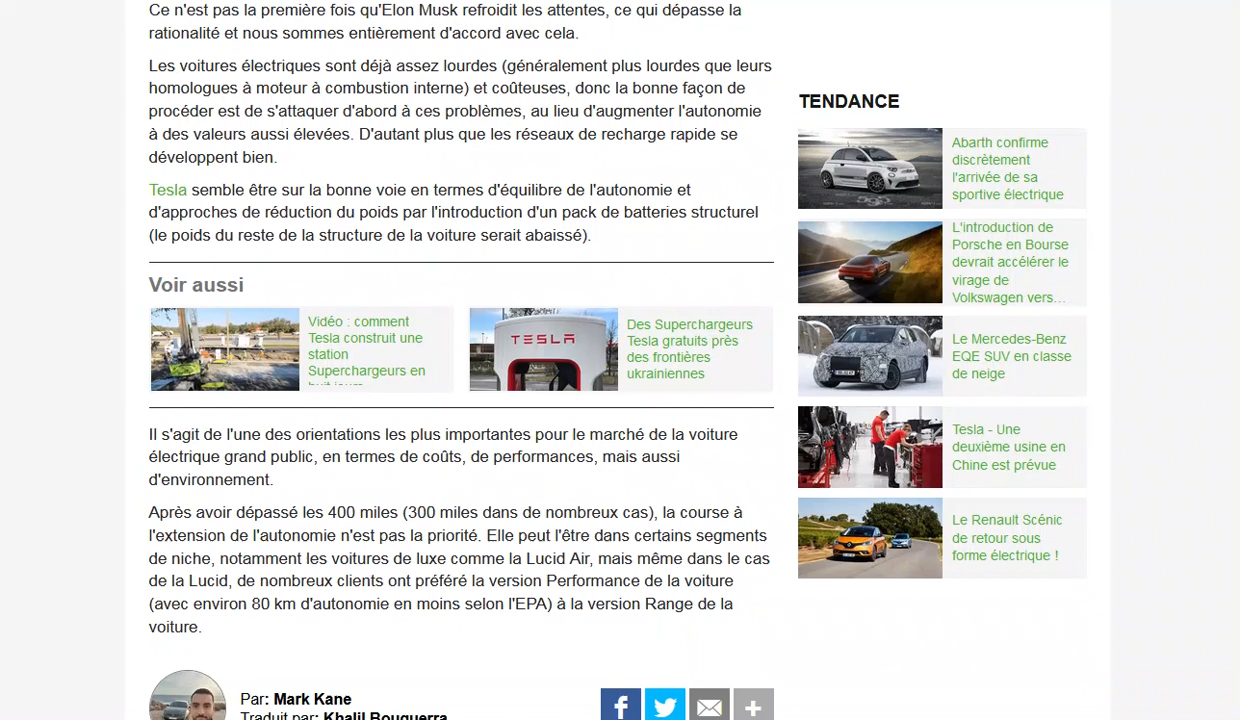 Ce n'est pas la première fois qu'Elon Musk refroidit les attentes, ce qui dépasse la
rationalité et nous sommes entièrement d'accord avec cela.
Les voitures électriques sont déjà assez lourdes (généralement plus lourdes que leurs
homologues à moteur à combustion interne) et coûteuses, donc la bonne façon de
procéder est de s'attaquer d'abord à ces problèmes, au lieu d'augmenter l'autonomie
à des valeurs aussi élevées. D'autant plus que les réseaux de recharge rapide se
développent bien.
Tesla semble être sur la bonne voie en termes d'équilibre de l'autonomie et
d'approches de réduction du poids par l'introduction d'un pack de batteries structurel
(le poids du reste de la structure de la voiture serait abaissé).
Voir aussi
Vidéo : comment
Tesla construit une
station
Superchargeurs en
huit jours
TESLA
Des Superchargeurs
Tesla gratuits près
des frontières
ukrainiennes
Il s'agit de l'une des orientations les plus importantes pour le marché de la voiture
électrique grand public, en termes de coûts, de performances, mais aussi
d'environnement.
Après avoir dépassé les 400 miles (300 miles dans de nombreux cas), la course à
l'extension de l'autonomie n'est pas la priorité. Elle peut l'être dans certains segments
de niche, notamment les voitures de luxe comme la Lucid Air, mais même dans le cas
de la Lucid, de nombreux clients ont préféré la version Performance de la voiture
(avec environ 80 km d'autonomie en moins selon l'EPA) à la version Range de la
voiture.
Par: Mark Kane
Traduit par: Khalil Bouguerra
TENDANCE
Abarth confirme
discrètement
l'arrivée de sa
sportive électrique
L'introduction de
Porsche en Bourse
devrait accélérer le
virage de
Volkswagen vers…
Le Mercedes-Benz
EQE SUV en classe
de neige
Tesla - Une
deuxième usine en
Chine est prévue
Le Renault Scénic
de retour sous
forme électrique !